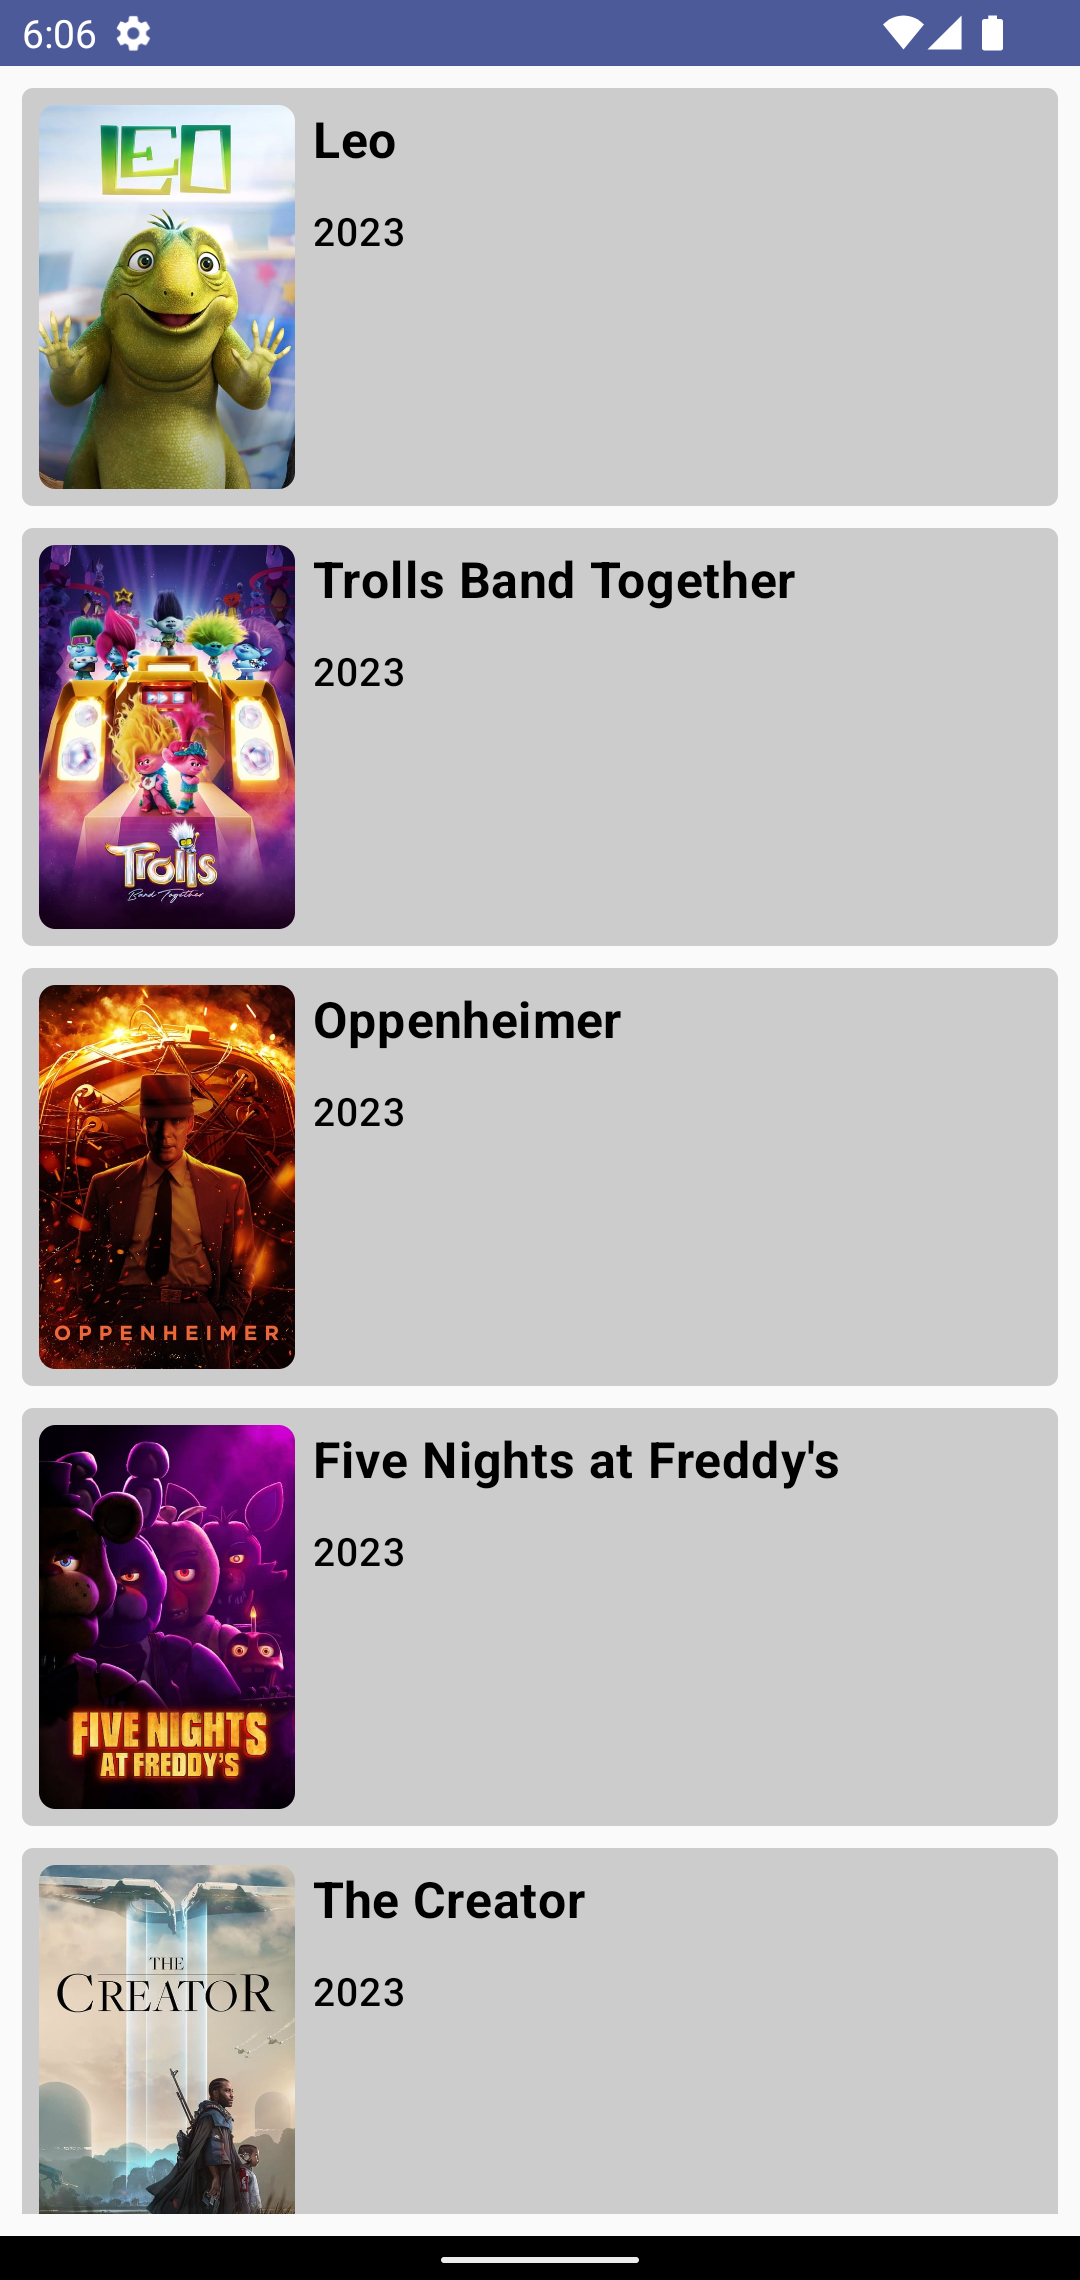 6:06
LEO
Leo
2023
Trolls Band Together
2023
Trolls
Band Together
Oppenheimer
2023
OPPENHEIMER
Five Nights at Freddy's
2023
FIVE NIGHTS
AT FREDDY'S
The Creator
2023
THE
CREATOR